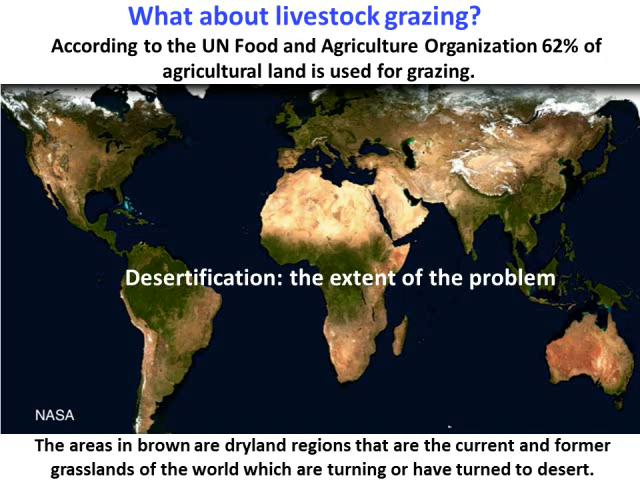 What about livestock grazing?
According to the UN Food and Agriculture Organization 62% of
agricultural land is used for grazing.
Desertification: the extent of the problem
NASA
The areas in brown are dryland regions that are the current and former
grasslands of the world which are turning or have turned to desert.